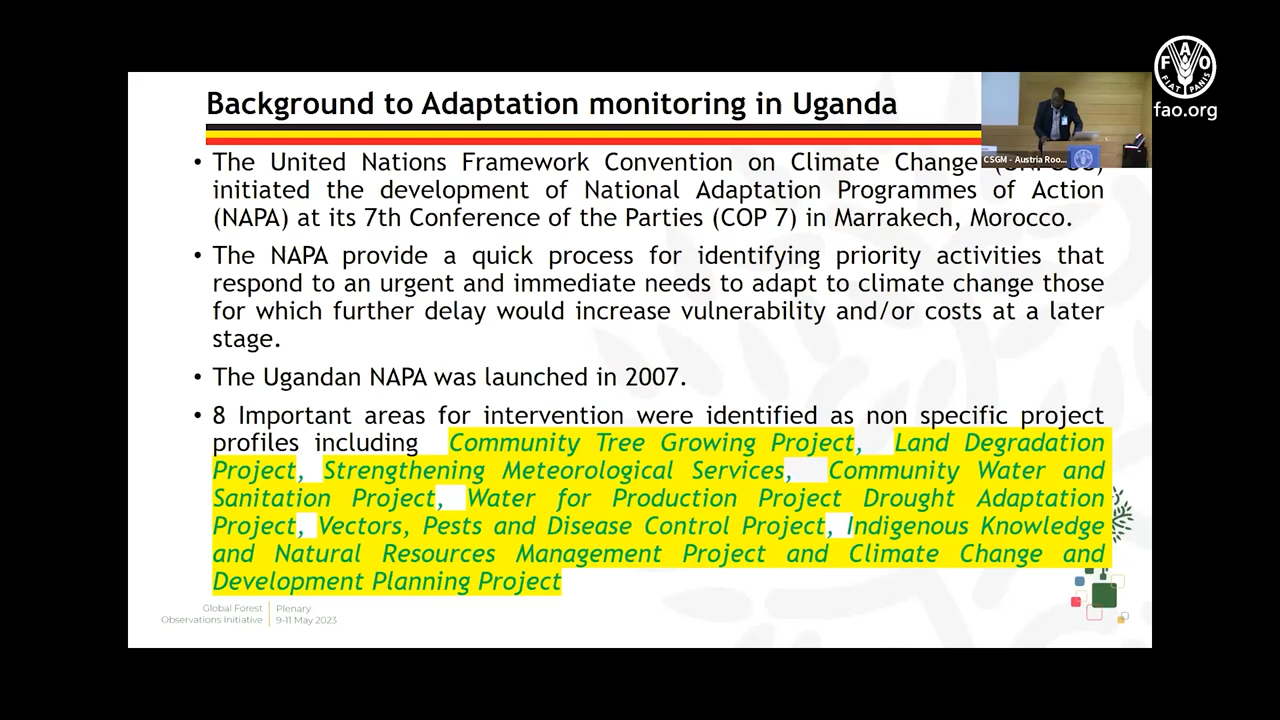 Background to Adaptation monitoring in Uganda
• The United Nations Framework Convention on Climate Change
initiated the development of National Adaptation Programmes of Action
(NAPA) at its 7th Conference of the Parties (COP 7) in Marrakech, Morocco.
• The NAPA provide a quick process for identifying priority activities that
respond to an urgent and immediate needs to adapt to climate change those
for which further delay would increase vulnerability and/or costs at a later
stage.
• The Ugandan NAPA was launched in 2007.
• 8 Important areas for intervention were identified as non specific project
profiles including Community Tree Growing Project, Land Degradation
Project, Strengthening Meteorological Services, Community Water and
Sanitation Project, Water for Production Project Drought Adaptation
Project, Vectors, Pests and Disease Control Project, Indigenous Knowledge
and Natural Resources Management Project and Climate Change and
Development Planning Project
Global Forest
Observations Initiative
Plenary
9-11 May 2023
CSGM - Austria Roo...
F A O
FIAT PANIS
fao.org